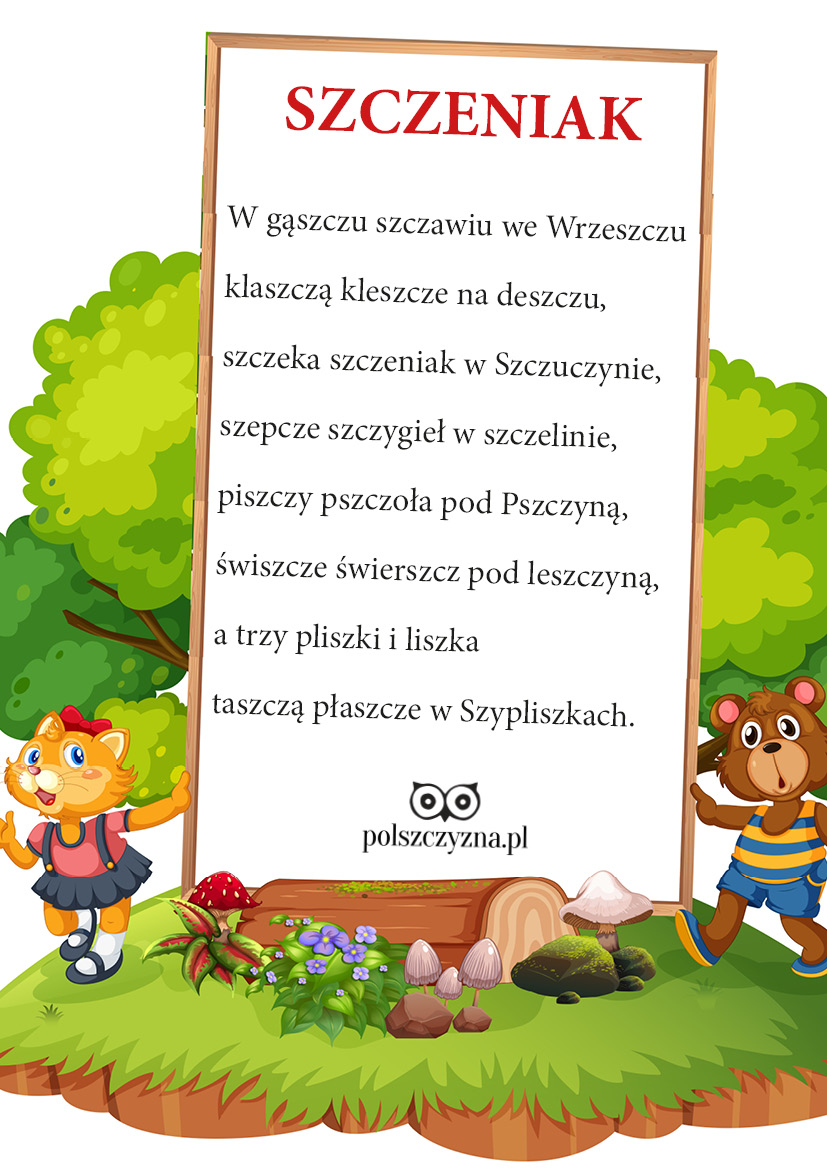 SZCZENIAK
W gąszczu szczawiu we Wrzeszczu
klaszczą kleszcze na deszczu,
szczeka szczeniak w Szczuczynie,
szepcze szczygieł w szczelinie,
piszczy pszczoła pod Pszczyną,
świszcze świerszcz pod leszczyną,
a trzy pliszki i liszka
taszczą płaszcze w Szypliszkach.
polszczyzna.pl